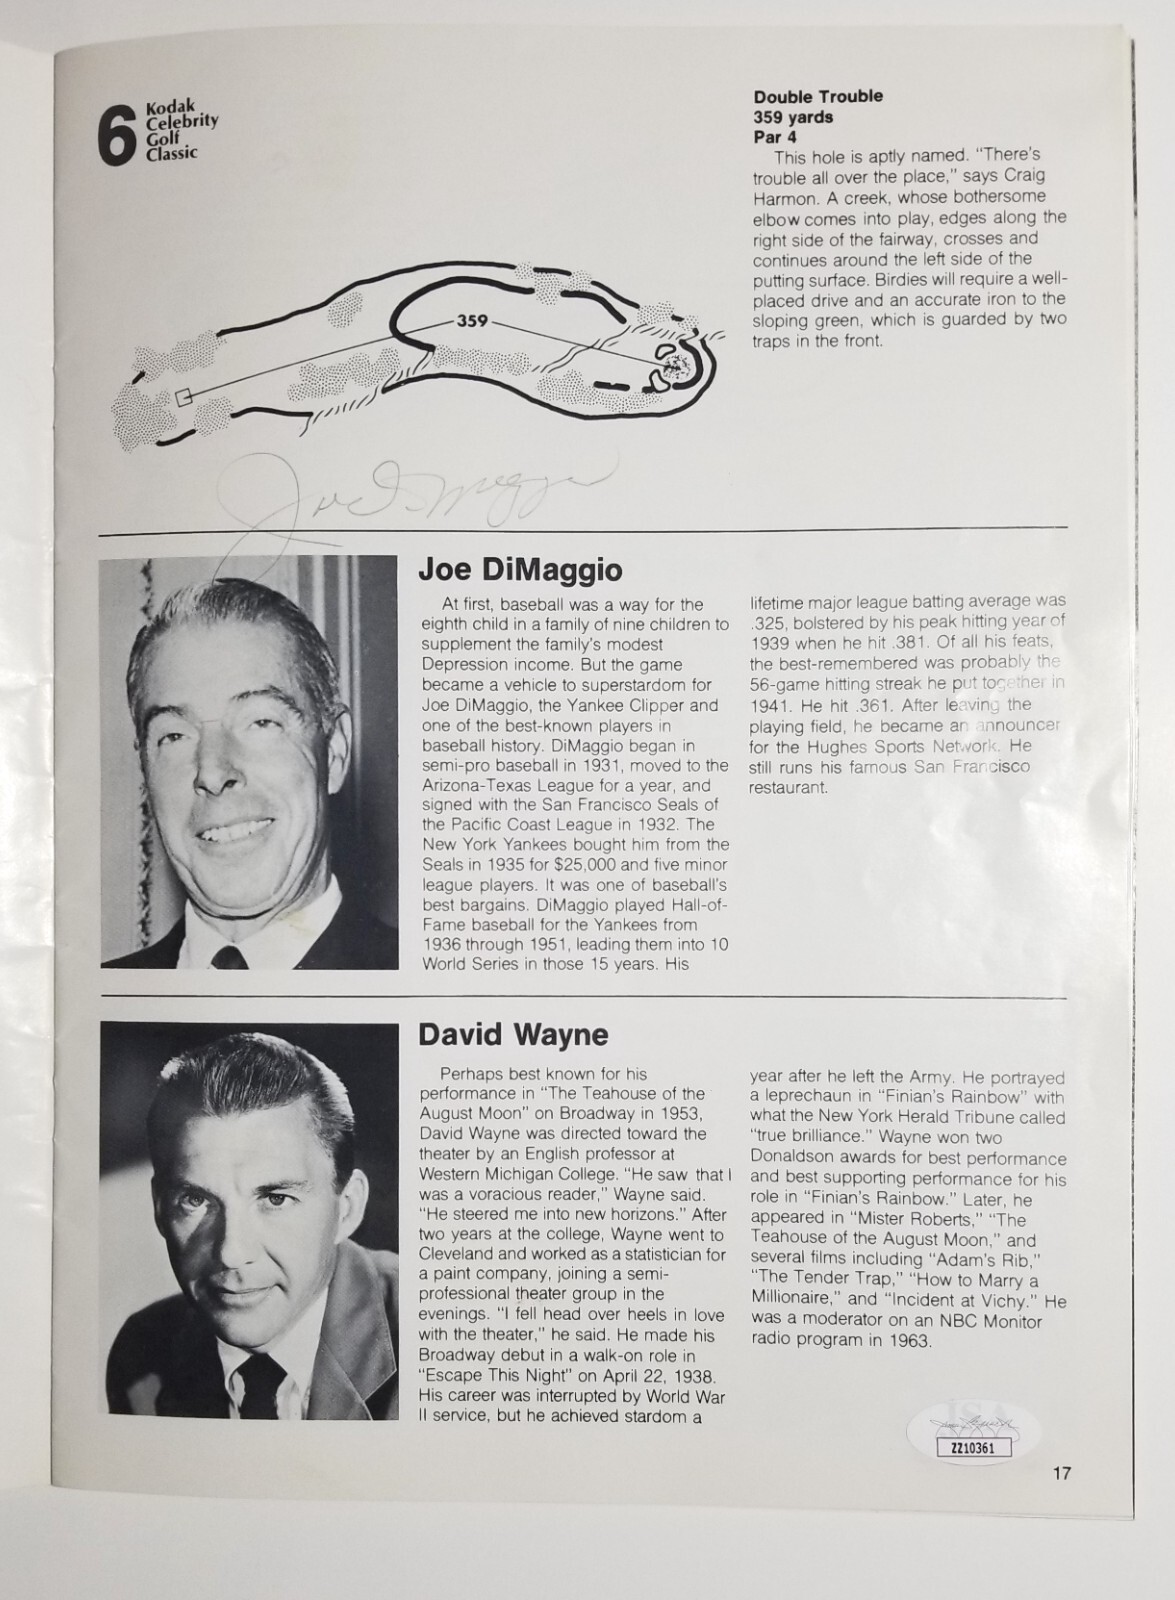 6
Kodak
Celebrity
Golf
Classic
Double Trouble
359 yards
Par 4
This hole is aptly named. "There's
trouble all over the place," says Craig
Harmon. A creek, whose bothersome
elbow comes into play, edges along the
right side of the fairway, crosses and
continues around the left side of the
putting surface. Birdies will require a well-
placed drive and an accurate iron to the
sloping green, which is guarded by two
traps in the front.
359
Joe DiMaggio
Joe DiMaggio
At first, baseball was a way for the
eighth child in a family of nine children to
supplement the family's modest
Depression income. But the game
became a vehicle to superstardom for
Joe DiMaggio, the Yankee Clipper and
one of the best-known players in
baseball history. DiMaggio began in
semi-pro baseball in 1931, moved to the
Arizona-Texas League for a year, and
signed with the San Francisco Seals of
the Pacific Coast League in 1932. The
New York Yankees bought him from the
Seals in 1935 for $25,000 and five minor
league players. It was one of baseball's
best bargains. DiMaggio played Hall-of-
Fame baseball for the Yankees from
1936 through 1951, leading them into 10
World Series in those 15 years. His
lifetime major league batting average was
.325, bolstered by his peak hitting year of
1939 when he hit .381. Of all his feats,
the best-remembered was probably the
56-game hitting streak he put together in
1941. He hit .361. After leaving the
playing field, he became an announcer
for the Hughes Sports Network. He
still runs his famous San Francisco
restaurant.
David Wayne
Perhaps best known for his
performance in "The Teahouse of the
August Moon" on Broadway in 1953,
David Wayne was directed toward the
theater by an English professor at
Western Michigan College. "He saw that I
was a voracious reader," Wayne said.
"He steered me into new horizons." After
two years at the college, Wayne went to
Cleveland and worked as a statistician for
a paint company, joining a semi-
professional theater group in the
evenings. "I fell head over heels in love
with the theater," he said. He made his
Broadway debut in a walk-on role in
"Escape This Night" on April 22, 1938.
His career was interrupted by World War
II service, but he achieved stardom a
year after he left the Army. He portrayed
a leprechaun in "Finian's Rainbow" with
what the New York Herald Tribune called
"true brilliance." Wayne won two
Donaldson awards for best performance
and best supporting performance for his
role in "Finian's Rainbow." Later, he
appeared in "Mister Roberts," "The
Teahouse of the August Moon," and
several films including "Adam's Rib,"
"The Tender Trap," "How to Marry a
Millionaire," and "Incident at Vichy." He
was a moderator on an NBC Monitor
radio program in 1963.
JSA
ZZ10361
17